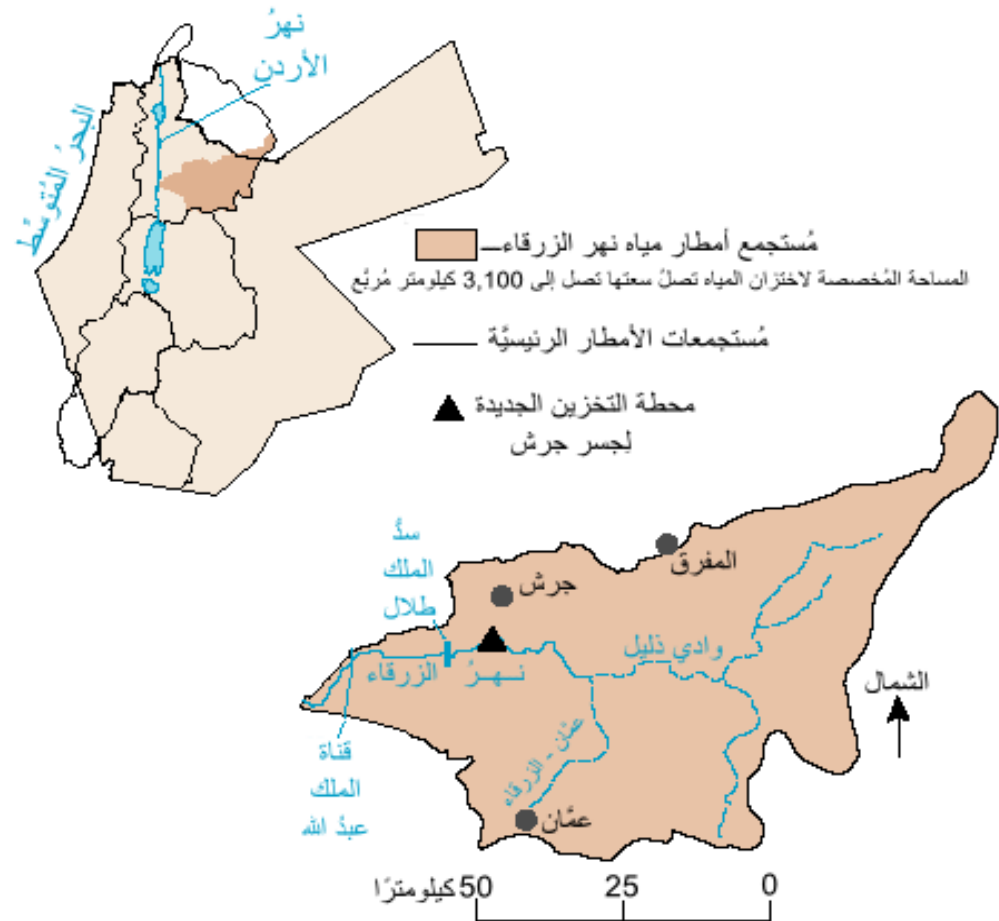 نهرُ
الأردن
البحرُ المُتوسِّط
مُستجمع أمطار مياه نهر الزرقاء
المساحة المُخصصة لاختزان المياه تصلُ سعتها تصل إلى 3,100 كيلومتر مُربَّع
مُستجمعات الأمطار الرئيسيَّة
محطة التخزين الجديدة
لجسر جرش
سدُّ
الملك
طلال
جرش
المفرق
وادي ذليل
نـهـرُ الزرقاء
الشمال
قناة
الملك
عبدُ الله
عمَّان - الزرقاء
عمَّان
50 كيلومترًا
25
0